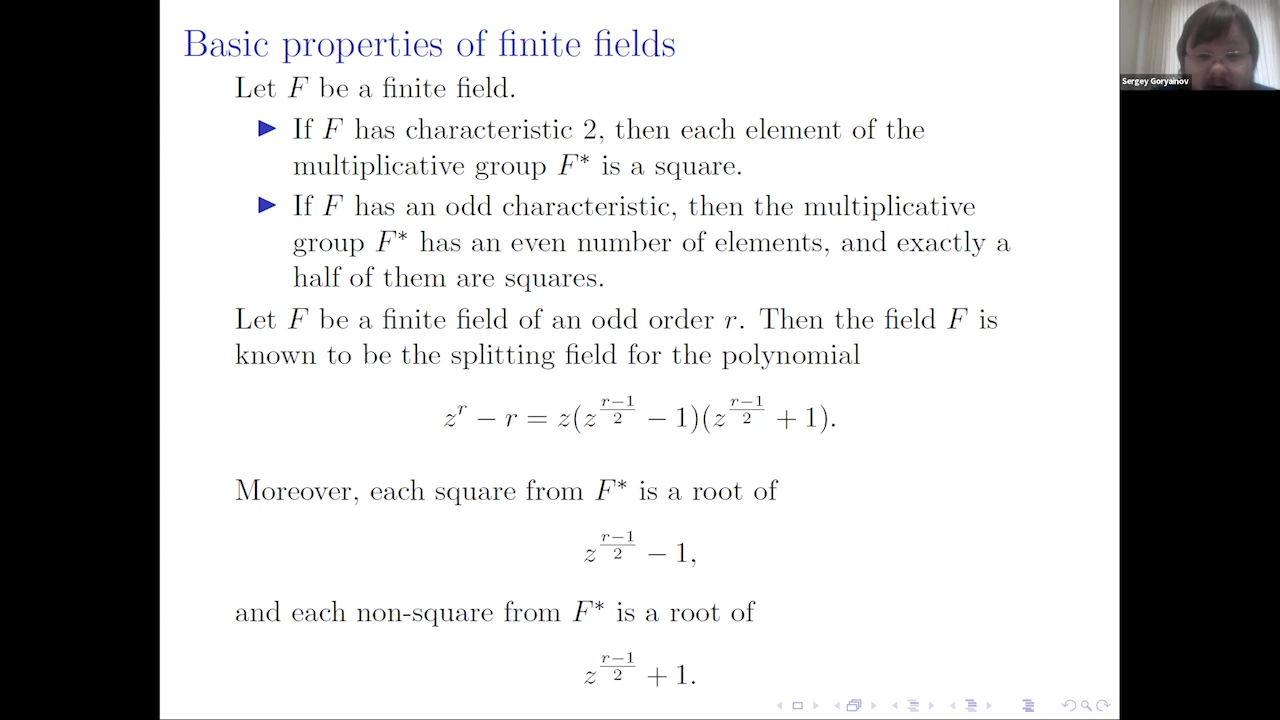 Basic properties of finite fields
Let F be a finite field.
▶ If F has characteristic 2, then each element of the
multiplicative group F* is a square.
▶ If F has an odd characteristic, then the multiplicative
group F* has an even number of elements, and exactly a
half of them are squares.
Let F be a finite field of an odd order r. Then the field F is
known to be the splitting field for the polynomial
z^r − r = z(z^{\frac{r−1}{2}} − 1)(z^{\frac{r−1}{2}} + 1).
Moreover, each square from F* is a root of
z^{\frac{r−1}{2}} − 1,
and each non-square from F* is a root of
z^{\frac{r−1}{2}} + 1.
Sergey Goryainov